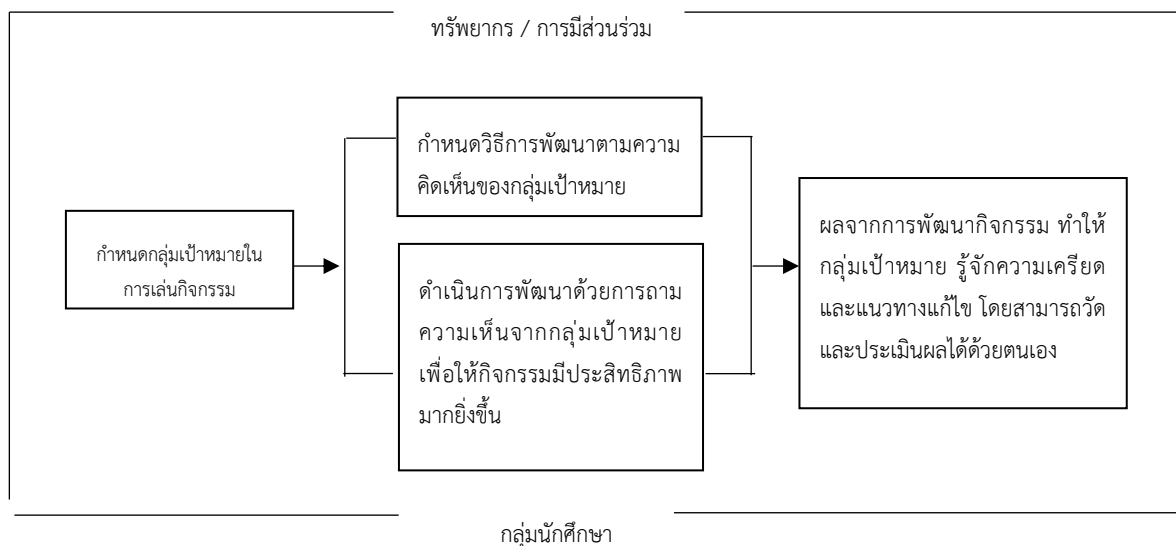 ทรัพยากร / การมีส่วนร่วม
กำหนดกลุ่มเป้าหมายใน
การเล่นกิจกรรม
กำหนดวิธีการพัฒนาตามความ
คิดเห็นของกลุ่มเป้าหมาย
ดำเนินการพัฒนาด้วยการถาม
ความเห็นจากกลุ่มเป้าหมาย
เพื่อให้กิจกรรมมีประสิทธิภาพ
มากยิ่งขึ้น
ผลจากการพัฒนากิจกรรม ทำให้
กลุ่มเป้าหมาย รู้จักความเครียด
และแนวทางแก้ไข โดยสามารถวัด
และประเมินผลได้ด้วยตนเอง
กลุ่มนักศึกษา